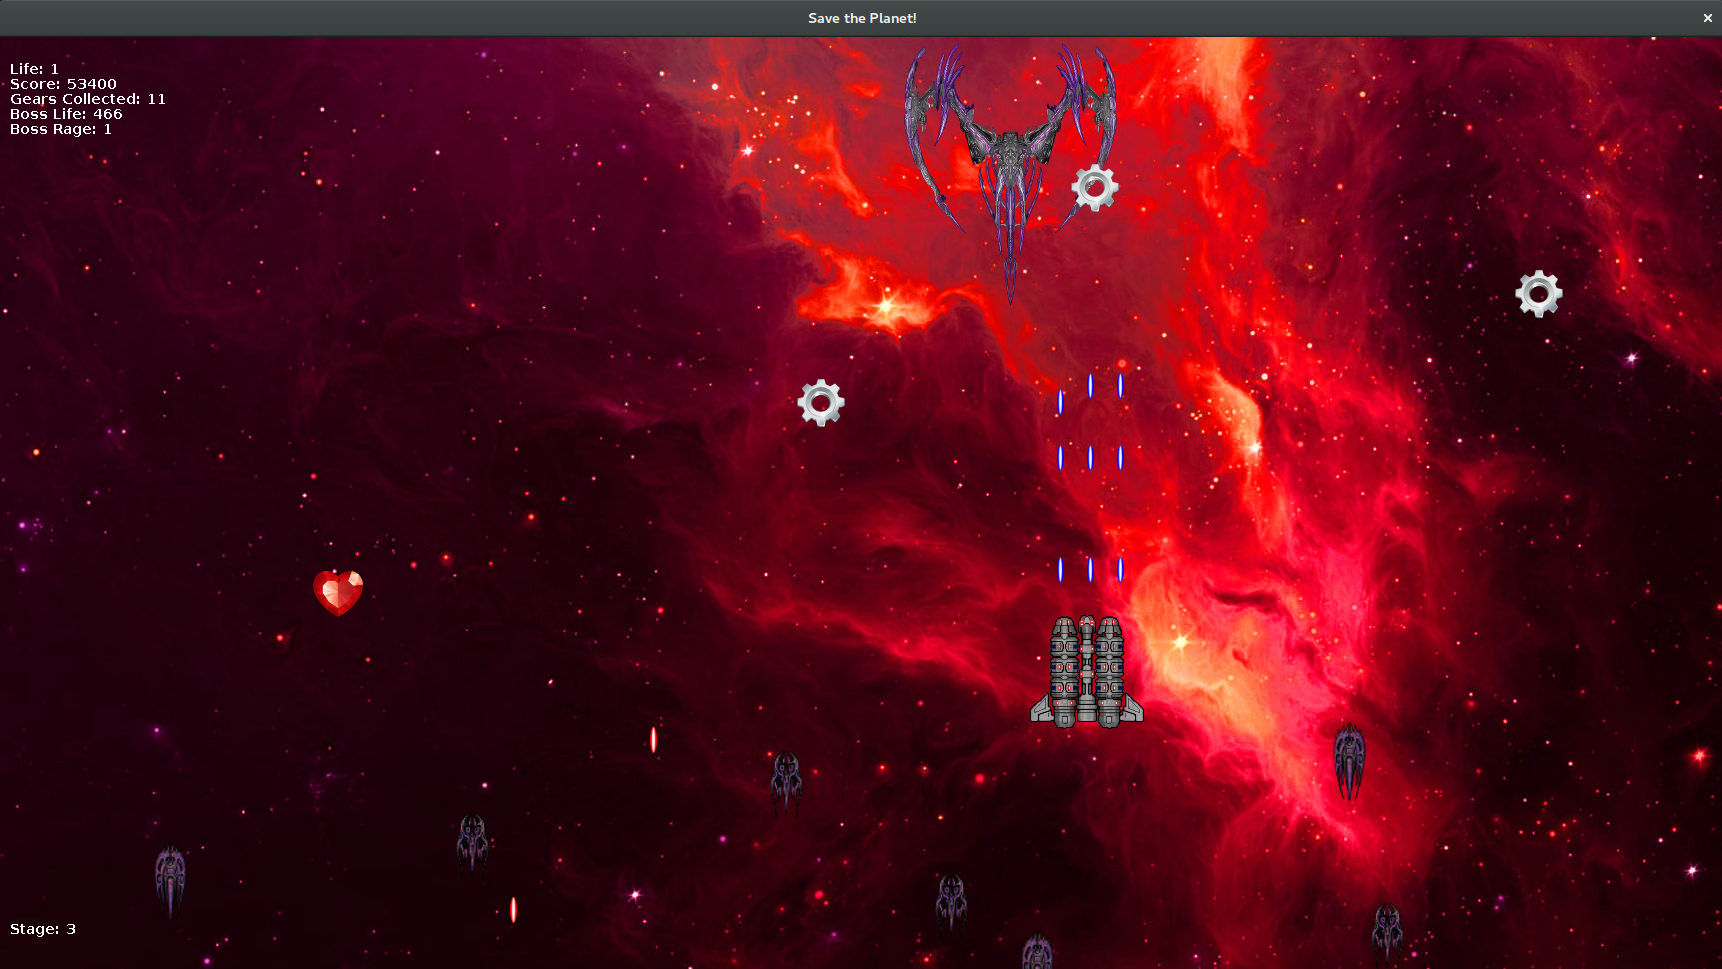 Save the Planet!
Life: 1
Score: 53400
Gears Collected: 11
Boss Life: 466
Boss Rage: 1
Stage: 3